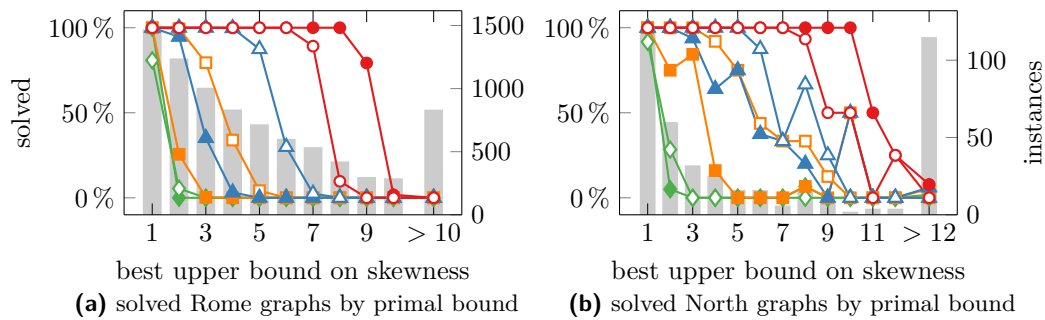 100 %
50 %
0 %
solved
1500
1000
500
0
1 3 5 7 9 > 10
best upper bound on skewness
(a) solved Rome graphs by primal bound
100 %
50 %
0 %
100
50
0
instances
1 3 5 7 9 11 > 12
best upper bound on skewness
(b) solved North graphs by primal bound